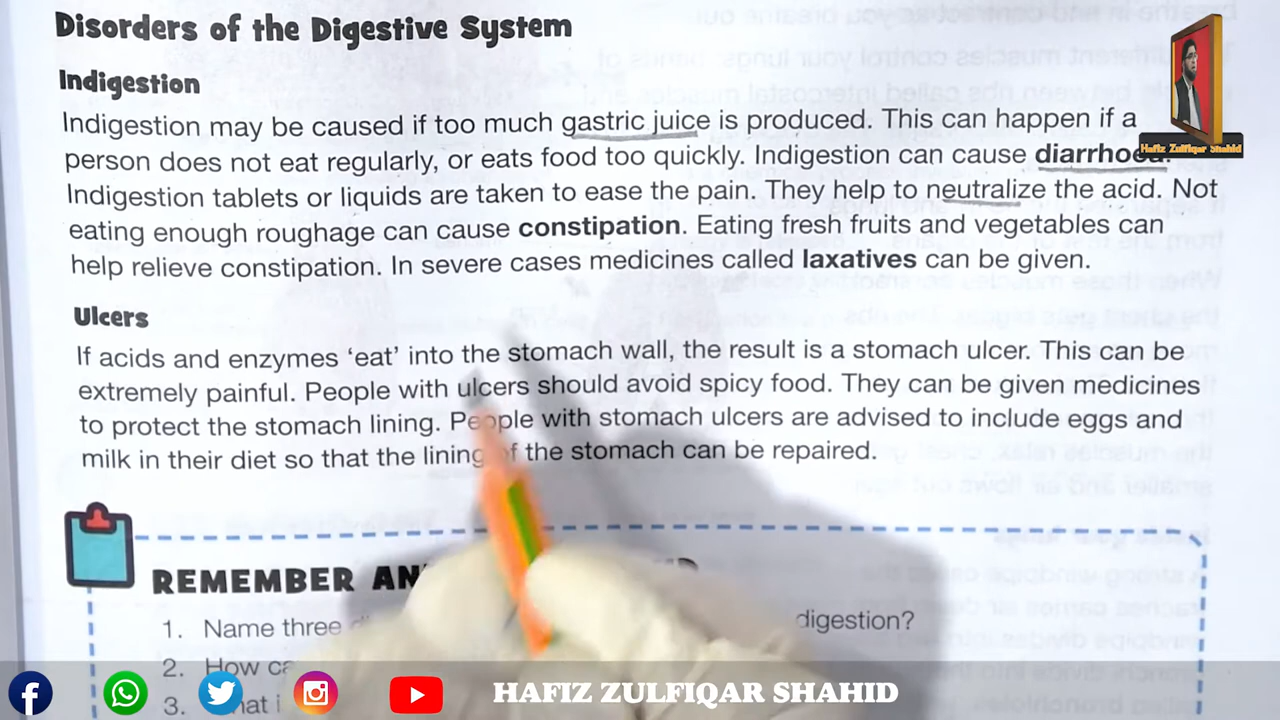 Disorders of the Digestive System
Indigestion
Indigestion may be caused if too much gastric juice is produced. This can happen if a
person does not eat regularly, or eats food too quickly. Indigestion can cause diarrhoea.
Indigestion tablets or liquids are taken to ease the pain. They help to neutralize the acid. Not
eating enough roughage can cause constipation. Eating fresh fruits and vegetables can
help relieve constipation. In severe cases medicines called laxatives can be given.
Ulcers
If acids and enzymes ‘eat’ into the stomach wall, the result is a stomach ulcer. This can be
extremely painful. People with ulcers should avoid spicy food. They can be given medicines
to protect the stomach lining. People with stomach ulcers are advised to include eggs and
milk in their diet so that the lining of the stomach can be repaired.
REMEMBER
1. Name three digestion?
2. How
3.
Hafiz Zulfiqar Shahid
HAFIZ ZULFIQAR SHAHID